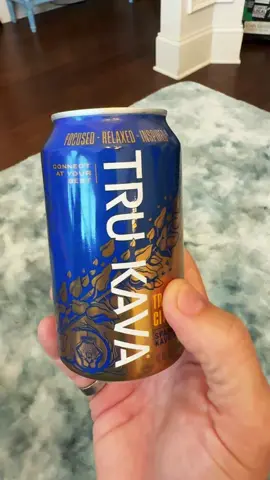 FOCUSED - RELAXED - INSPIRED
CONNECT
AT YOUR
BEST
TRU KAVA